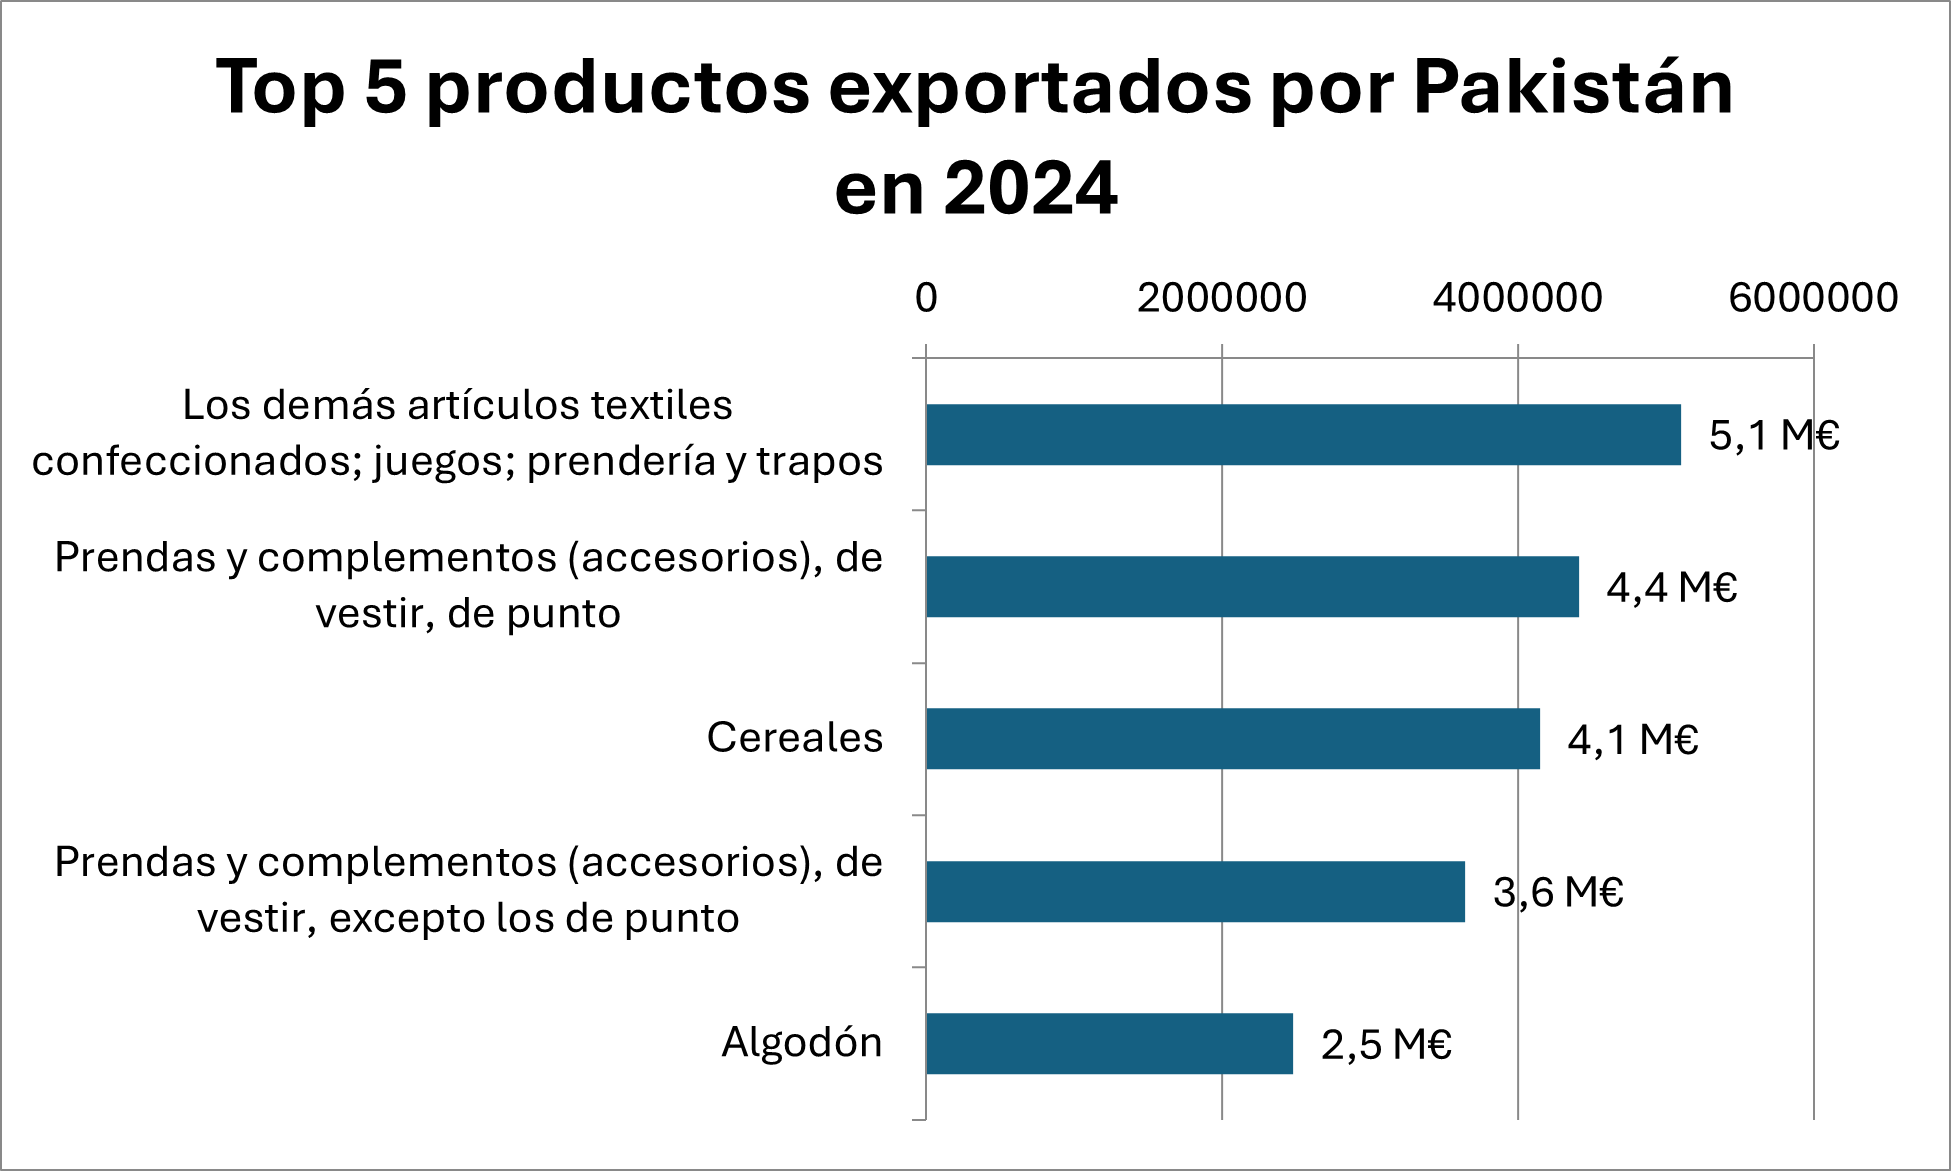 Top 5 productos exportados por Pakistán
en 2024
0 2000000 4000000 6000000
Los demás artículos textiles
confeccionados; juegos; prendería y trapos
5,1 M€
Prendas y complementos (accesorios), de
vestir, de punto
4,4 M€
Cereales
4,1 M€
Prendas y complementos (accesorios), de
vestir, excepto los de punto
3,6 M€
Algodón
2,5 M€